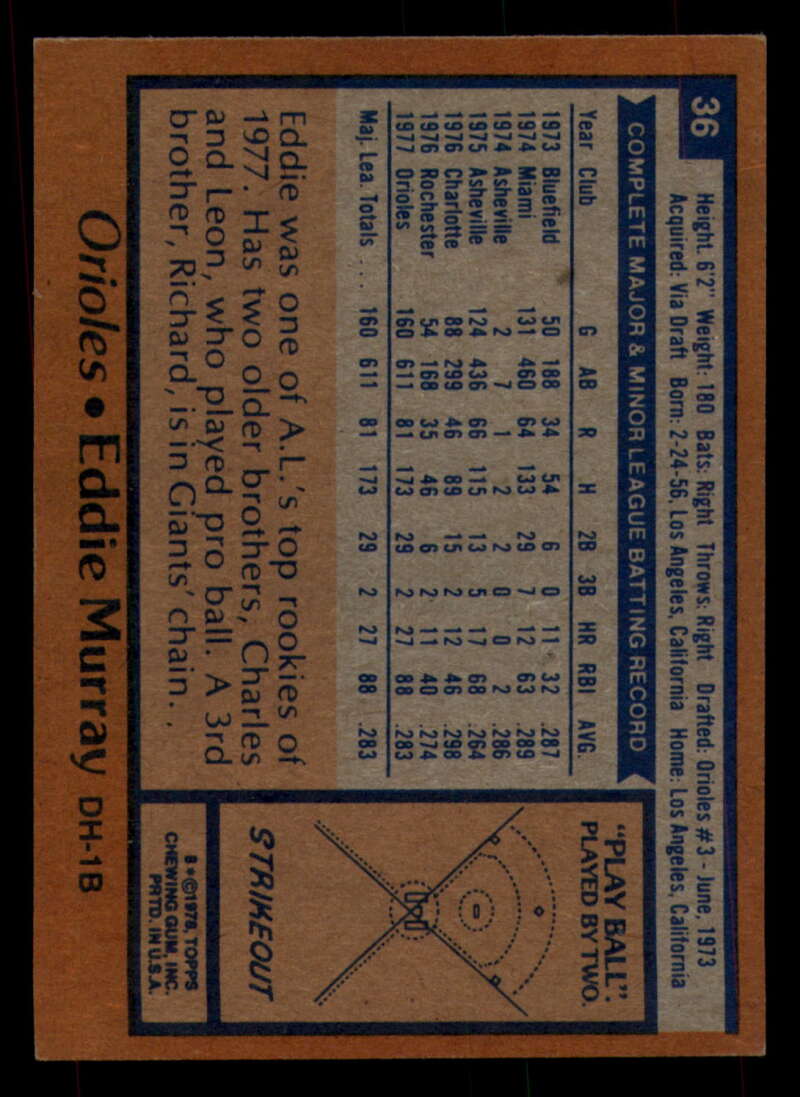 36
Height. 6'2" Weight: 180 Bats: Right Throws: Right Drafted: Orioles #3 - June, 1973
Acquired: Via Draft Born: 2-24-56, Los Angeles, California Home: Los Angeles, California
COMPLETE MAJOR & MINOR LEAGUE BATTING RECORD
Year Club G AB R H 2B 3B HR RBI AVG.
1973 Bluefield 50 188 34 54 6 0 11 32 .287
1974 Miami 131 460 64 133 29 7 12 63 .289
1974 Asheville 2 7 1 2 2 0 0 2 .286
1975 Asheville 124 436 66 115 13 5 17 68 .264
1976 Charlotte 88 299 46 89 15 2 12 46 .298
1976 Rochester 54 168 35 46 6 2 11 40 .274
1977 Orioles 160 611 81 173 29 2 27 88 .283
Maj. Lea. Totals .... 160 611 81 173 29 2 27 88 .283
Eddie was one of A.L.'s top rookies of
1977. Has two older brothers, Charles
and Leon, who played pro ball. A 3rd
brother, Richard, is in Giants' chain.
Orioles • Eddie Murray DH-1B
"PLAY BALL":
PLAYED BY TWO.
STRIKEOUT
B*©1978, TOPPS
CHEWING GUM, INC.
PRTD. IN U.S.A.